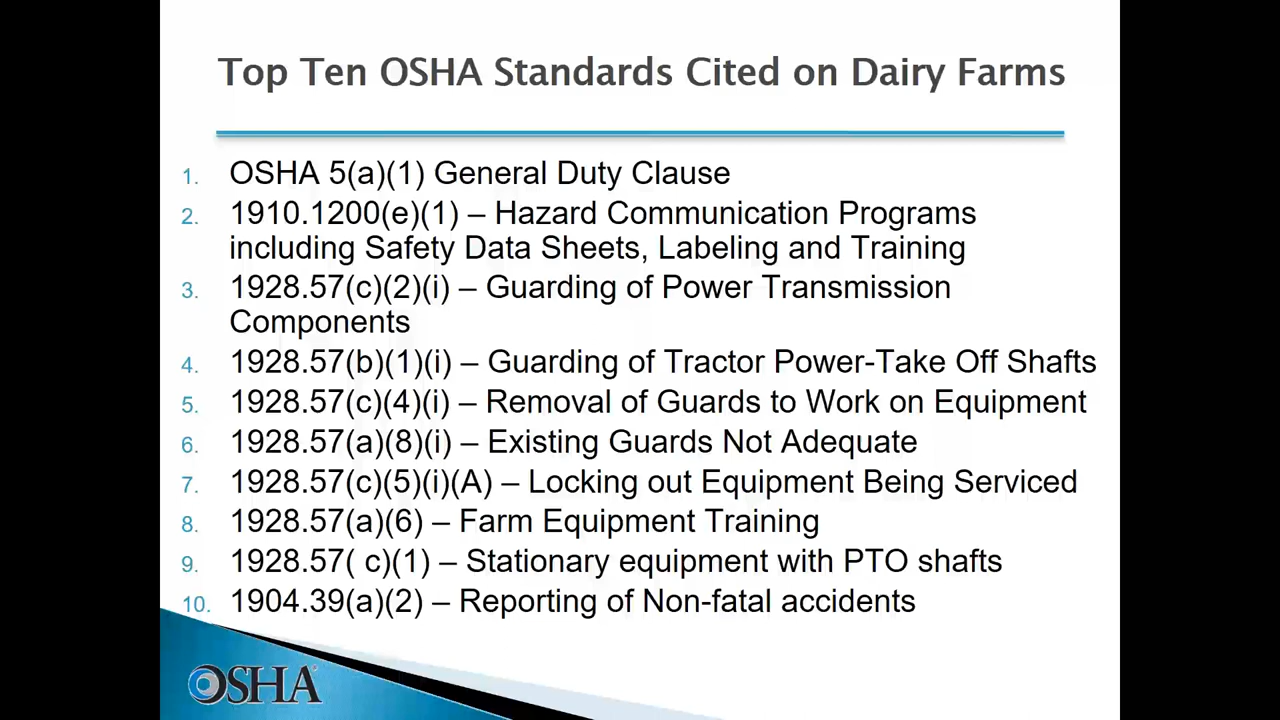 Top Ten OSHA Standards Cited on Dairy Farms
1. OSHA 5(a)(1) General Duty Clause
2. 1910.1200(e)(1) – Hazard Communication Programs
including Safety Data Sheets, Labeling and Training
3. 1928.57(c)(2)(i) – Guarding of Power Transmission
Components
4. 1928.57(b)(1)(i) – Guarding of Tractor Power-Take Off Shafts
5. 1928.57(c)(4)(i) – Removal of Guards to Work on Equipment
6. 1928.57(a)(8)(i) – Existing Guards Not Adequate
7. 1928.57(c)(5)(i)(A) – Locking out Equipment Being Serviced
8. 1928.57(a)(6) – Farm Equipment Training
9. 1928.57( c)(1) – Stationary equipment with PTO shafts
10. 1904.39(a)(2) – Reporting of Non-fatal accidents
OSHA